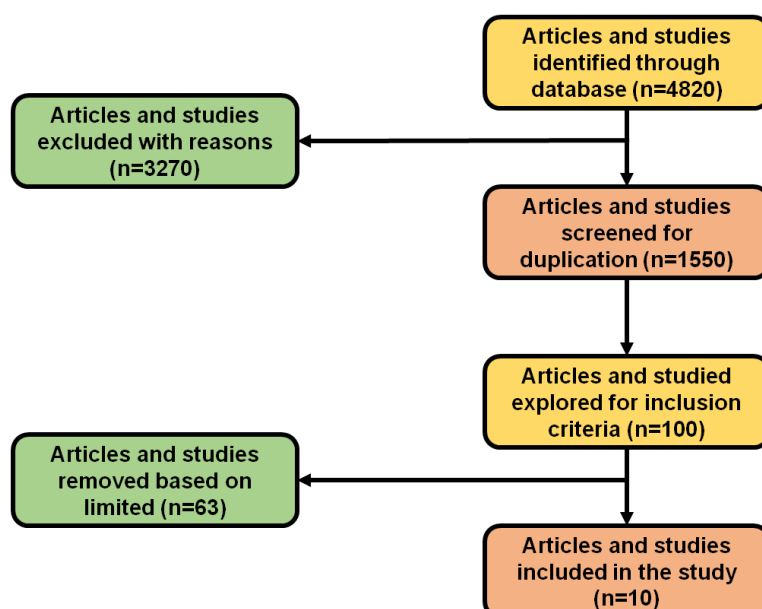 Articles and studies
identified through
database (n=4820)
Articles and studies
excluded with reasons
(n=3270)
Articles and studies
screened for
duplication (n=1550)
Articles and studied
explored for inclusion
criteria (n=100)
Articles and studies
removed based on
limited (n=63)
Articles and studies
included in the study
(n=10)